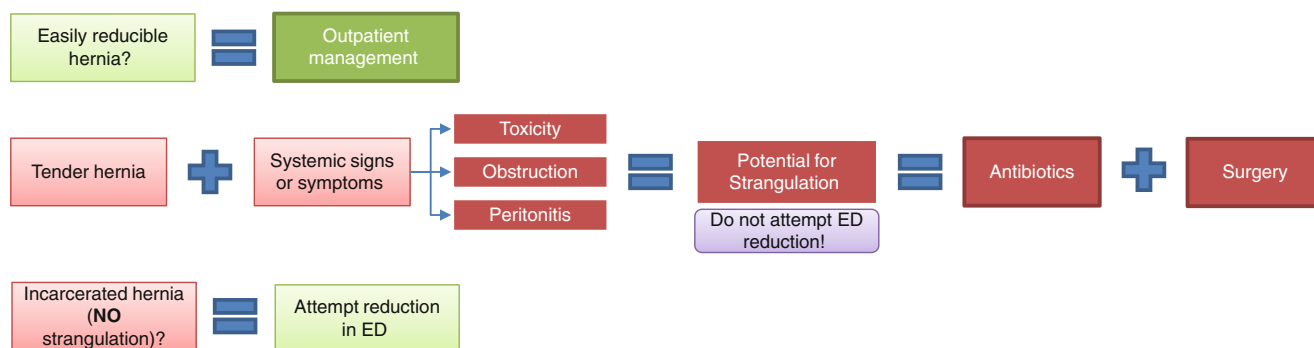 Easily reducible
hernia?
Outpatient
management
Tender hernia
Systemic signs
or symptoms
Toxicity
Obstruction
Peritonitis
Potential for
Strangulation
Do not attempt ED
reduction!
Antibiotics
Surgery
Incarcerated hernia
(NO
strangulation)?
Attempt reduction
in ED